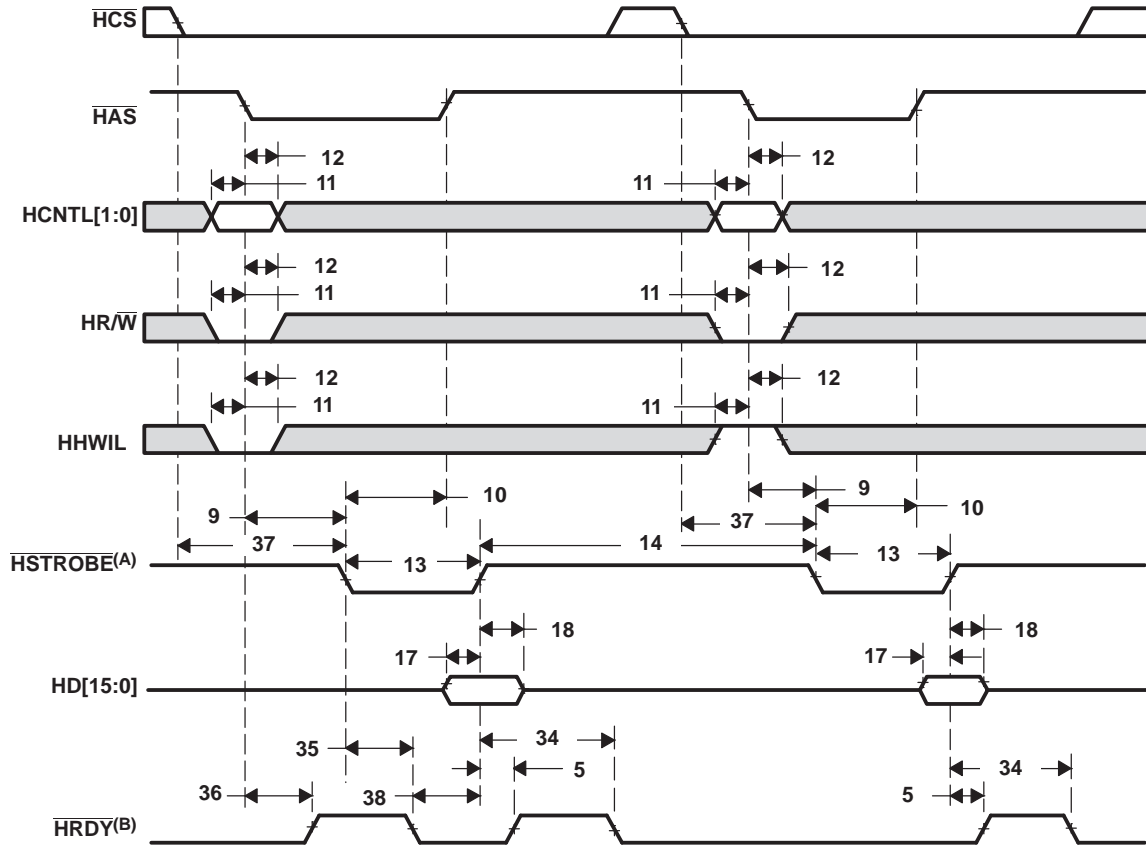 HCS
HAS
12 12
11 11
HCNTL[1:0]
12 12
11 11
HR/W
12 12
11 11
HHWIL
10 9
9 10
37 37
14
13 13
HSTROBE(A)
18 18
17 17
HD[15:0]
34
35
5 34
36 38 5
HRDY(B)